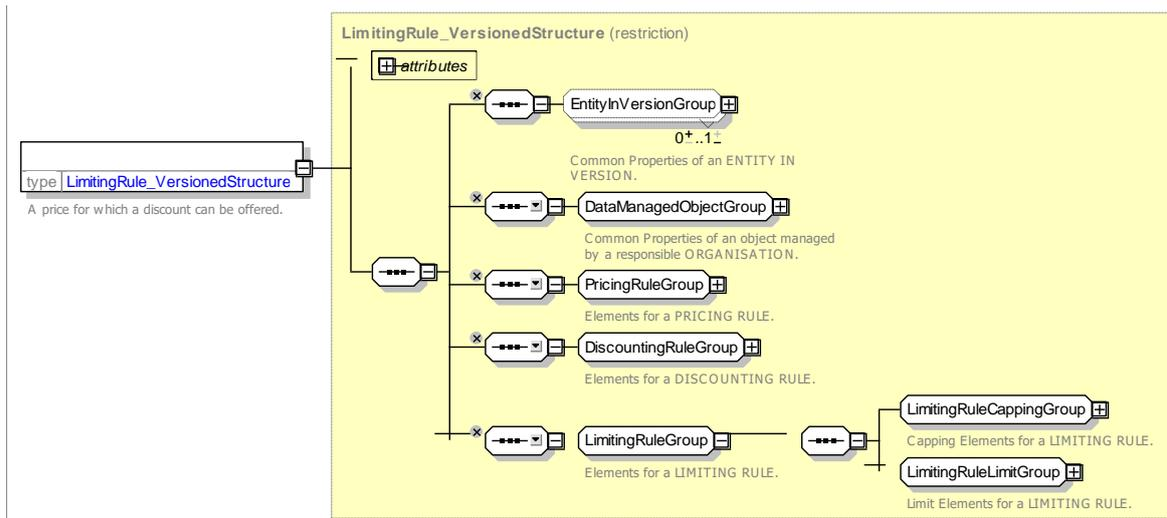 LimitingRule_VersionedStructure (restriction)
attributes
EntityInVersionGroup
0..1
Common Properties of an ENTITY IN
VERSION.
type LimitingRule_VersionedStructure
A price for which a discount can be offered.
DataManagedObjectGroup
Common Properties of an object managed
by a responsible ORGANISATION.
PricingRuleGroup
Elements for a PRICING RULE.
DiscountingRuleGroup
Elements for a DISCOUNTING RULE.
LimitingRuleGroup
Elements for a LIMITING RULE.
LimitingRuleCappingGroup
Capping Elements for a LIMITING RULE.
LimitingRuleLimitGroup
Limit Elements for a LIMITING RULE.